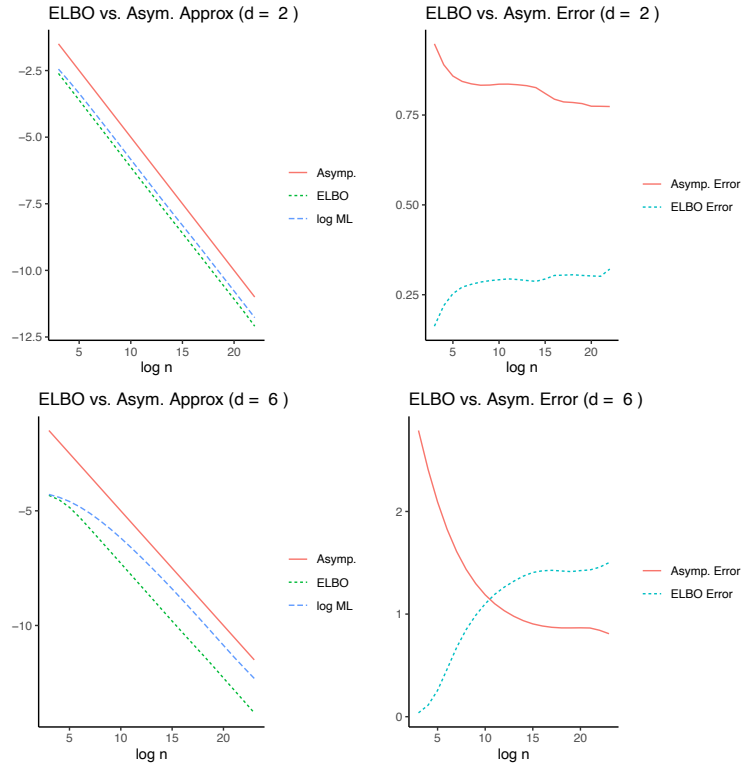 ELBO vs. Asym. Approx (d = 2 )
−2.5
−5.0
−7.5
−10.0
−12.5
5 10 15 20
log n
Asymp.
ELBO
log ML
ELBO vs. Asym. Error (d = 2 )
0.75
0.50
0.25
5 10 15 20
log n
Asymp. Error
ELBO Error
ELBO vs. Asym. Approx (d = 6 )
−5
−10
5 10 15 20
log n
Asymp.
ELBO
log ML
ELBO vs. Asym. Error (d = 6 )
2
1
0
5 10 15 20
log n
Asymp. Error
ELBO Error